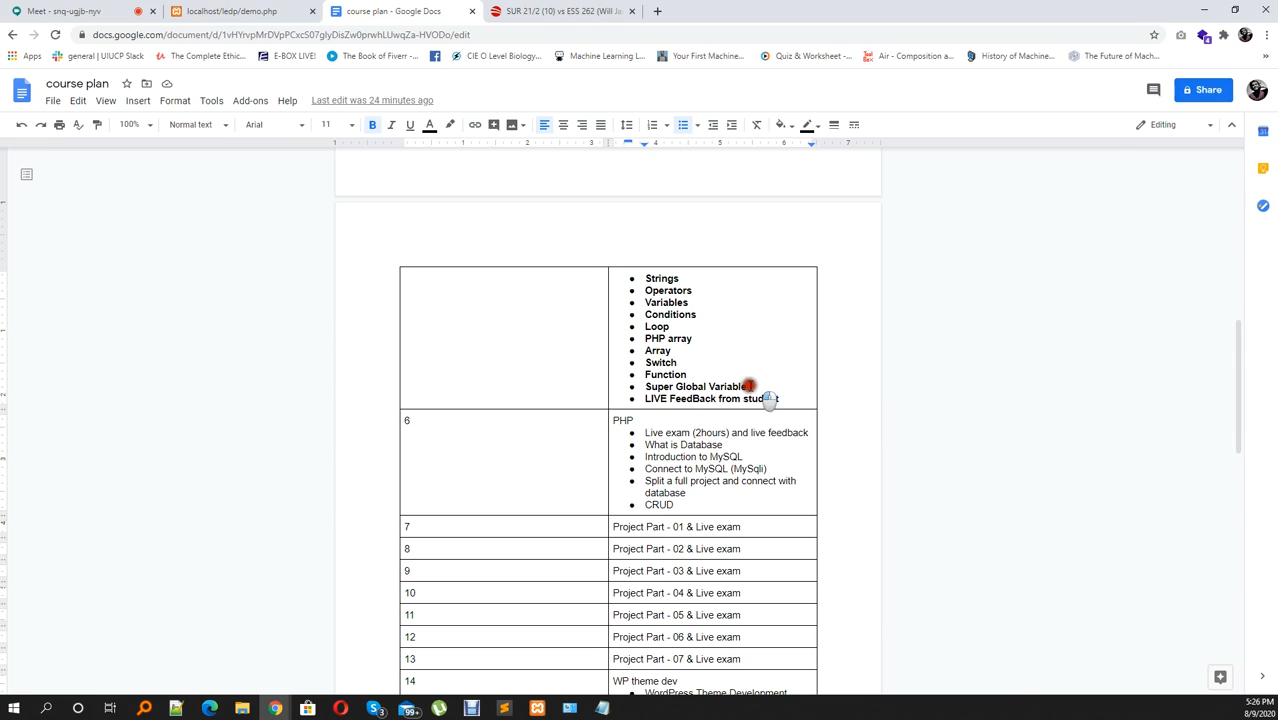 Meet - snq-ugjb-nyv
localhost/ledp/demo.php
course plan - Google Docs
SUR 21/2 (10) vs ESS 262 (Will Ja
docs.google.com/document/d/1vHYrvpMrDVpPCxcS07glyDisZw0prwhLUwqZa-HVODo/edit
Apps
general | UIUCP Slack
The Complete Ethic...
E-BOX LIVE!
The Book of Fiverr -...
CIE O Level Biology...
Machine Learning L...
Your First Machine...
Quiz & Worksheet -...
Air - Composition a...
History of Machine...
The Future of Mach...
course plan
File Edit View Insert Format Tools Add-ons Help Last edit was 24 minutes ago
Share
100% Normal text Arial 11 Editing
1 2 3 4 5 6 7
Strings
Operators
Variables
Conditions
Loop
PHP array
Array
Switch
Function
Super Global Variable
LIVE FeedBack from student
6 PHP
Live exam (2hours) and live feedback
What is Database
Introduction to MySQL
Connect to MySQL (MySqli)
Split a full project and connect with
database
CRUD
7 Project Part - 01 & Live exam
8 Project Part - 02 & Live exam
9 Project Part - 03 & Live exam
10 Project Part - 04 & Live exam
11 Project Part - 05 & Live exam
12 Project Part - 06 & Live exam
13 Project Part - 07 & Live exam
14 WP theme dev
WordPress Theme Development
99+
5:26 PM
8/9/2020